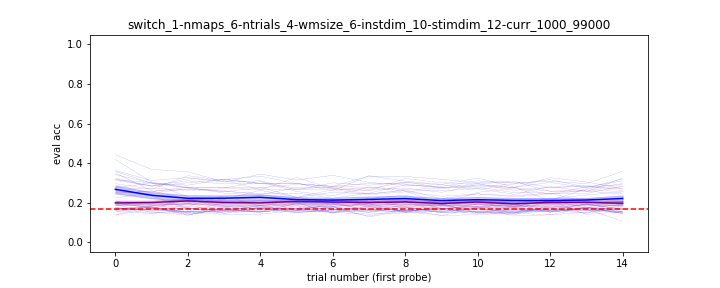 switch_1-nmaps_6-ntrials_4-wmsize_6-instdim_10-stimdim_12-curr_1000_99000
1.0
0.8
0.6
0.4
0.2
0.0
eval acc
0 2 4 6 8 10 12 14
trial number (first probe)